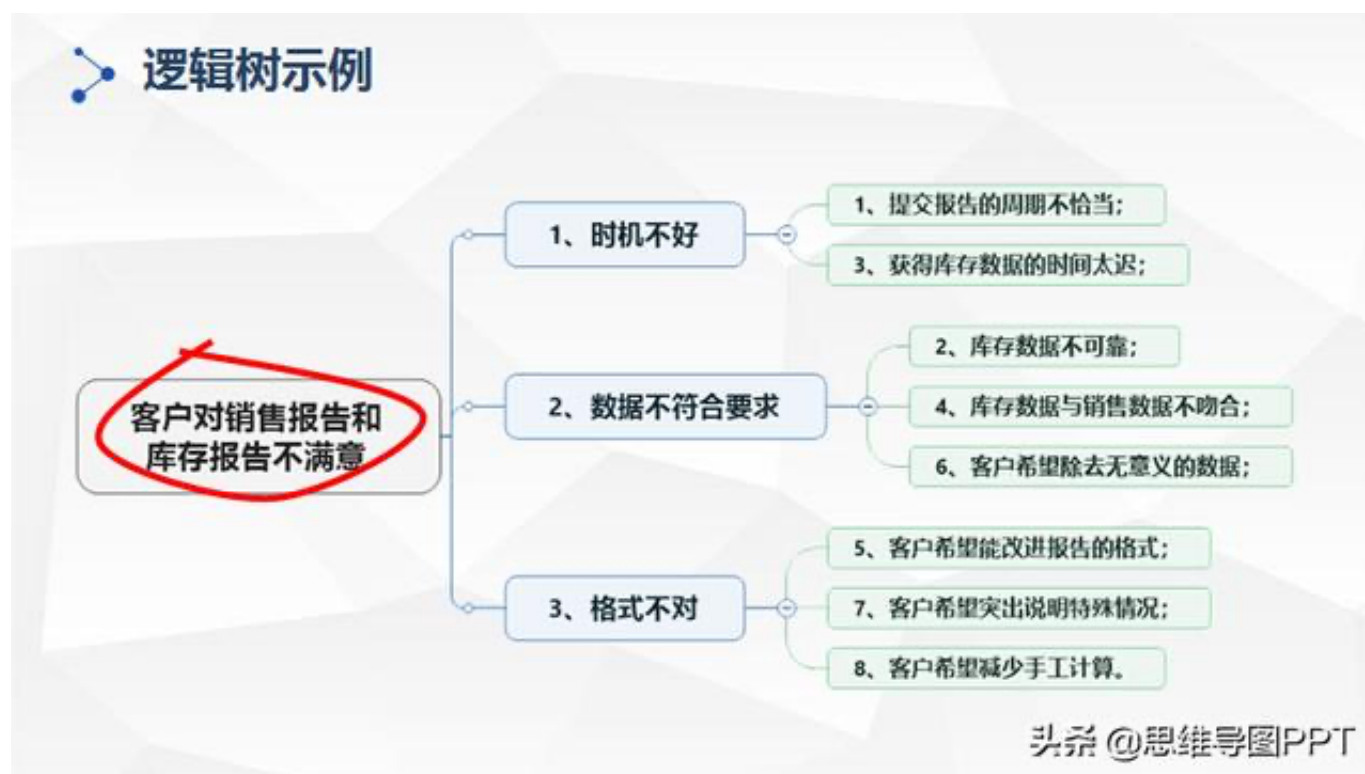 逻辑树示例
1、时机不好
1、提交报告的周期不恰当；
3、获得库存数据的时间太迟；
客户对销售报告和
库存报告不满意
2、数据不符合要求
2、库存数据不可靠；
4、库存数据与销售数据不吻合；
6、客户希望除去无意义的数据；
3、格式不对
5、客户希望能改进报告的格式；
7、客户希望突出说明特殊情况；
8、客户希望减少手工计算。
头条 @思维导图PPT